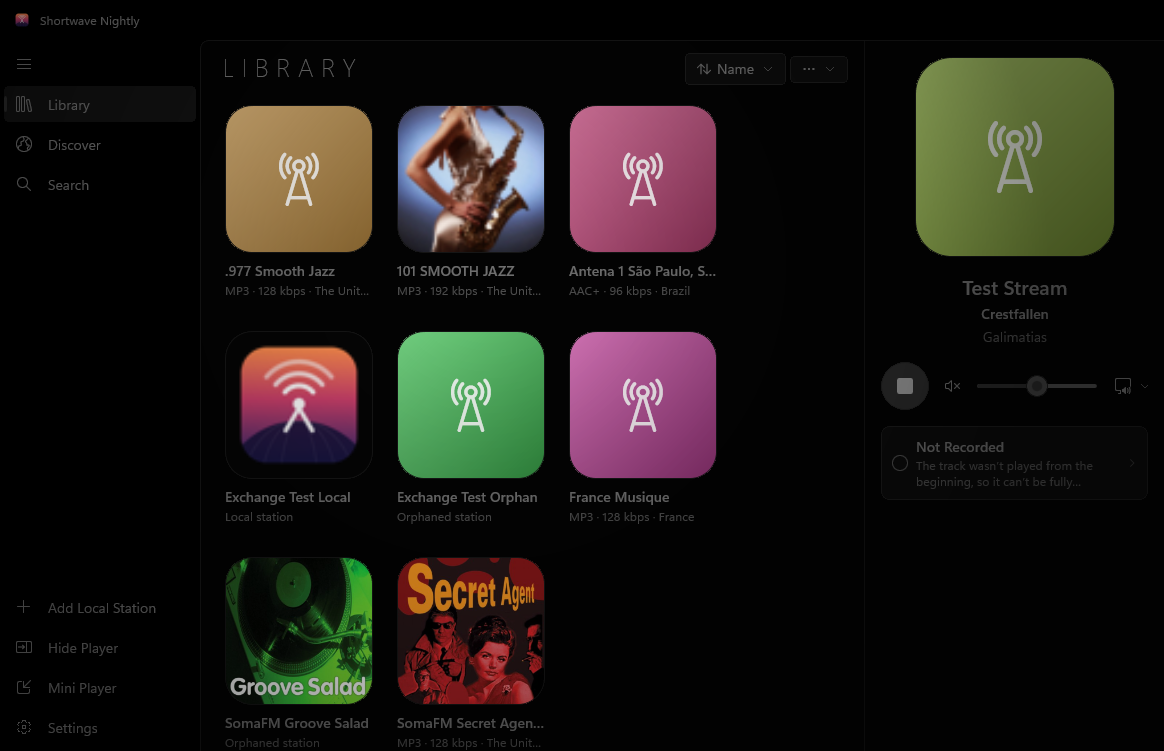 Shortwave Nightly
Library
Discover
Search
Add Local Station
Hide Player
Mini Player
Settings
LIBRARY
Name
.977 Smooth Jazz
MP3 · 128 kbps · The Unit...
101 SMOOTH JAZZ
MP3 · 192 kbps · The Unit...
Antena 1 São Paulo, S...
AAC+ · 96 kbps · Brazil
Exchange Test Local
Local station
Exchange Test Orphan
Orphaned station
France Musique
MP3 · 128 kbps · France
Groove Salad
SomaFM Groove Salad
Orphaned station
Secret Agent
SomaFM Secret Agen...
MP3 · 128 kbps · The Unit...
Test Stream
Crestfallen
Galimatias
Not Recorded
The track wasn't played from the
beginning, so it can't be fully...